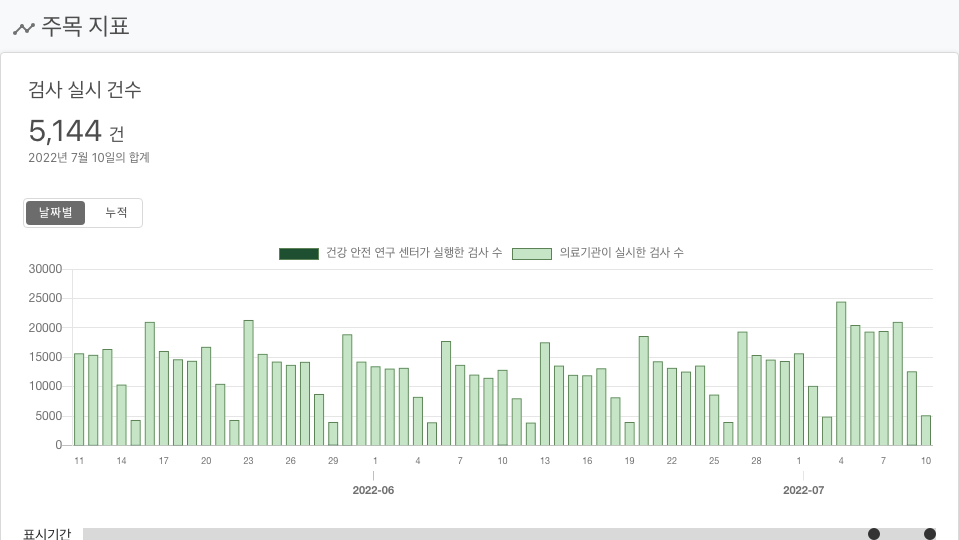 주목 지표
검사 실시 건수
5,144 건
2022년 7월 10일의 합계
날짜별 누적
건강 안전 연구 센터가 실행한 검사 수 의료기관이 실시한 검사 수
30000
25000
20000
15000
10000
5000
0
11 14 17 20 23 26 29 1 4 7 10 13 16 19 22 25 28 1 4 7 10
2022-06 2022-07
표시기간